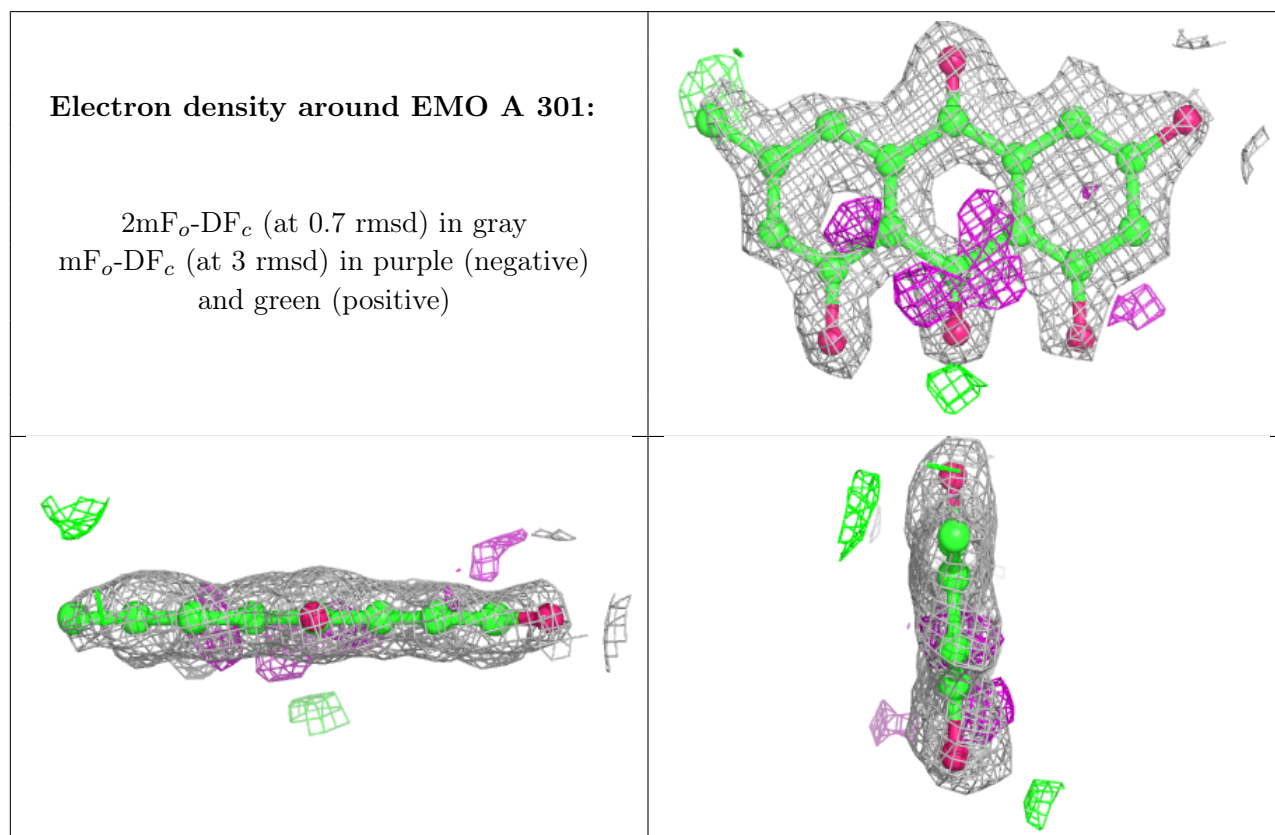 Electron density around EMO A 301:
2mFo-DFc (at 0.7 rmsd) in gray
mFo-DFc (at 3 rmsd) in purple (negative)
and green (positive)